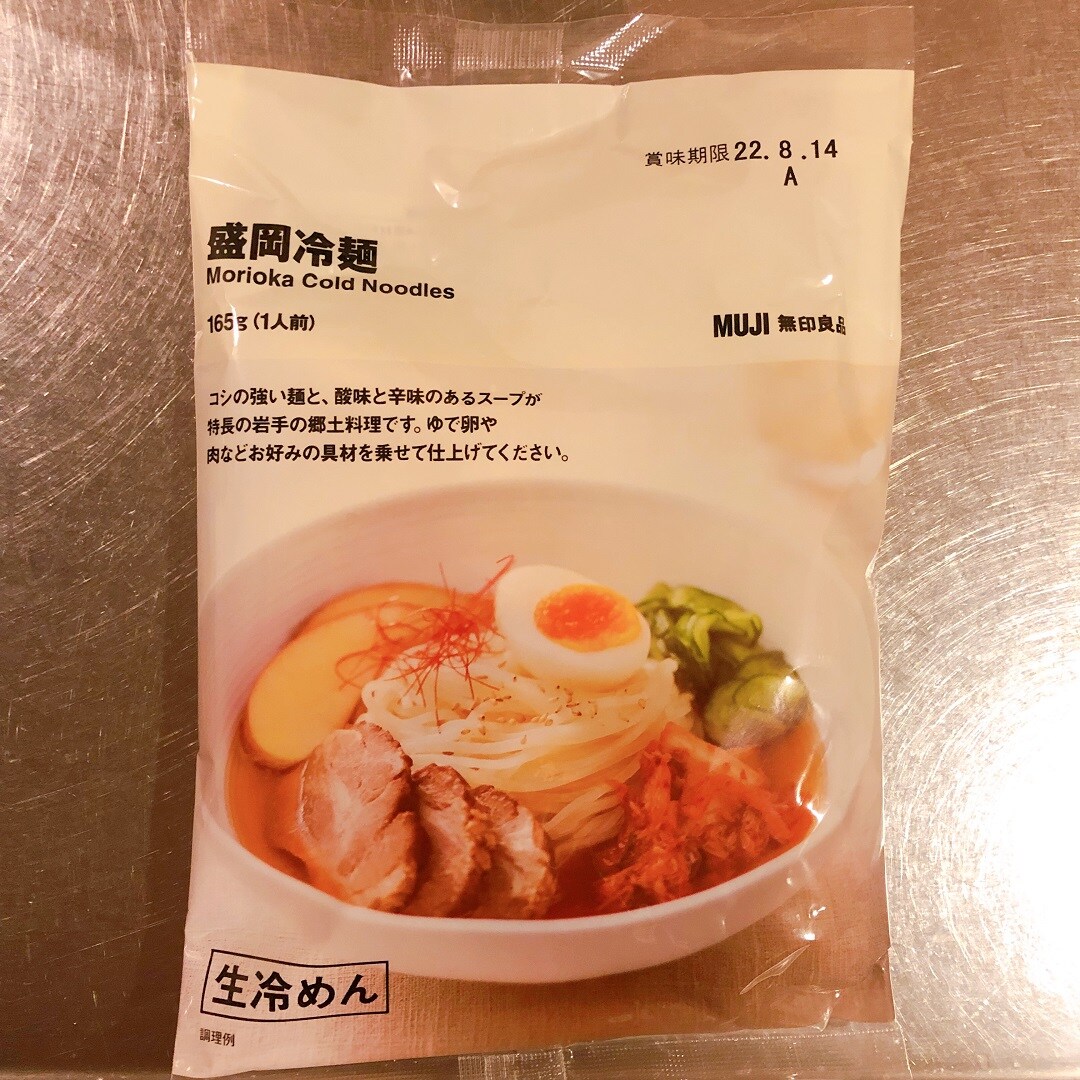 賞味期限 22. 8 .14
A
盛岡冷麺
Morioka Cold Noodles
165g (1人前)
MUJI 無印良品
コシの強い麺と、酸味と辛味のあるスープが
特長の岩手の郷土料理です。ゆで卵や
肉などお好みの具材を乗せて仕上げてください。
生冷めん
調理例